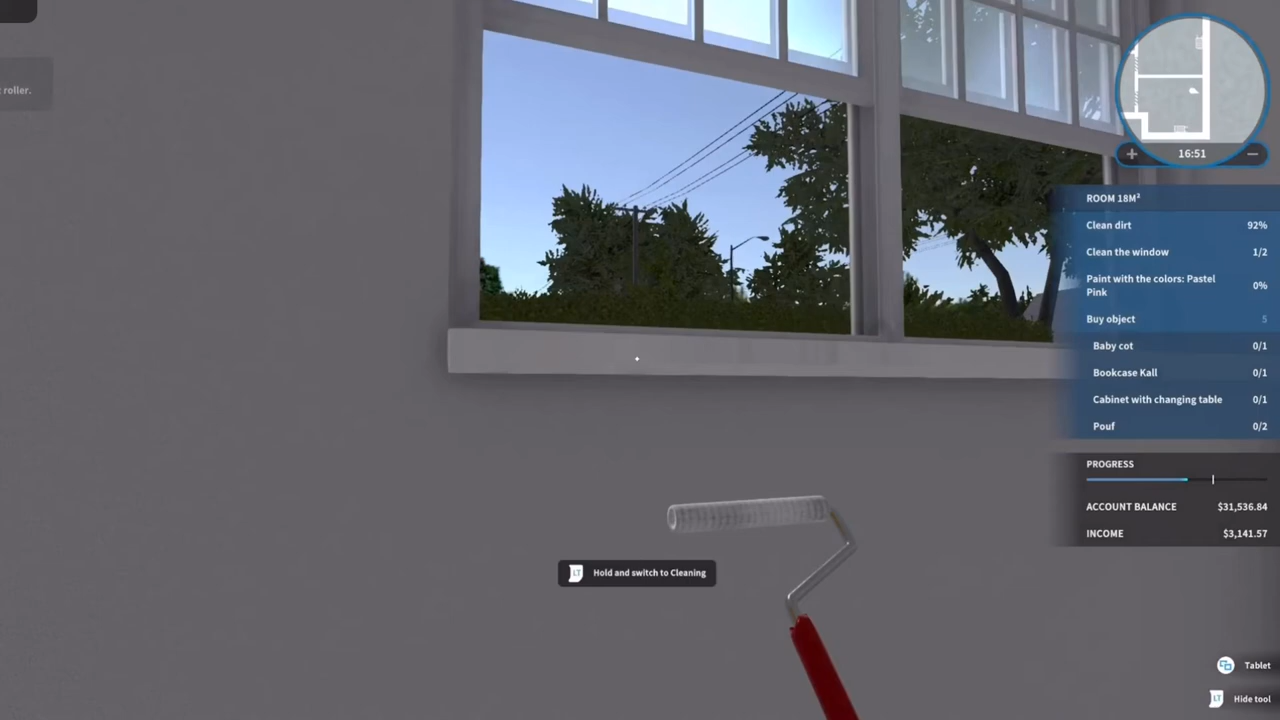 roller.
16:51
ROOM 18M²
Clean dirt 92%
Clean the window 1/2
Paint with the colors: Pastel
Pink 0%
Buy object 5
Baby cot 0/1
Bookcase Kall 0/1
Cabinet with changing table 0/1
Pouf 0/2
PROGRESS
ACCOUNT BALANCE $31,536.84
INCOME $3,141.57
LT Hold and switch to Cleaning
Tablet
LT Hide tool